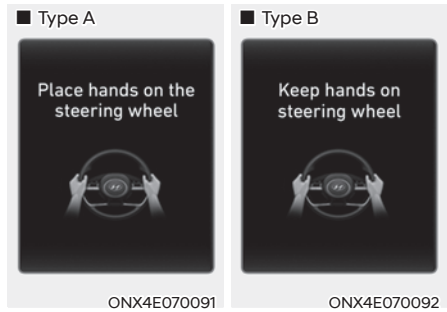 ■ Type A
Place hands on the
steering wheel
ONX4E070091
■ Type B
Keep hands on
steering wheel
ONX4E070092